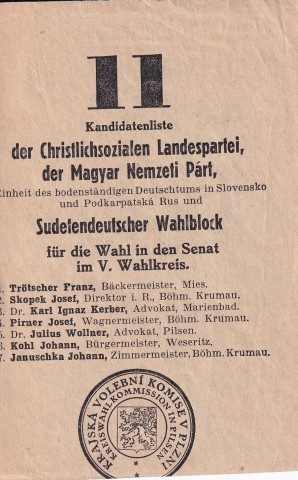 11
Kandidatenliste
der Christlichsozialen Landespartei,
der Magyar Nemzeti Párt,
Einheit des bodenständigen Deutschtums in Slovensko
und Podkarpatská Rus und
Sudetendeutscher Wahlblock
für die Wahl in den Senat
im V. Wahlkreis.
1. Trötscher Franz, Bäckermeister, Mies.
2. Skopek Josef, Direktor i. R., Böhm. Krumau.
3. Dr. Karl Ignaz Kerber, Advokat, Marienbad.
4. Pirner Josef, Wagnermeister, Böhm. Krumau.
5. Dr. Julius Wollner, Advokat, Pilsen.
6. Kohl Johann, Bürgermeister, Weseritz.
7. Januschka Johann, Zimmermeister, Böhm. Krumau.
KRAJSKÁ VOLEBNÍ KOMISE V PLZNI
KREISWAHLKOMMISSION IN PILSEN